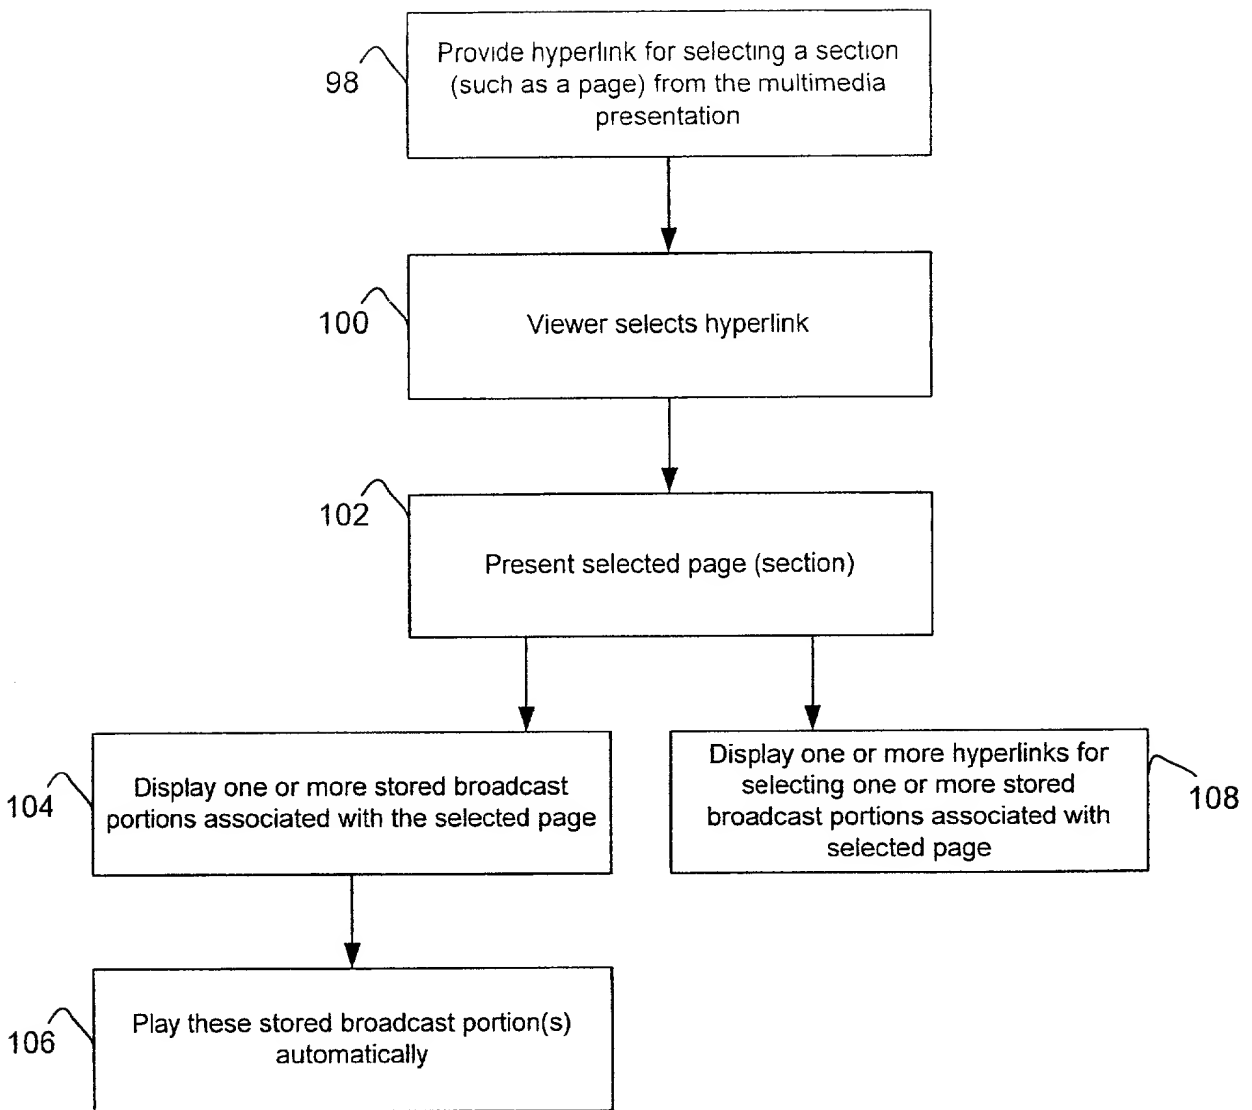 Provide hyperlink for selecting a section
(such as a page) from the multimedia
presentation
98
Viewer selects hyperlink
100
Present selected page (section)
102
Display one or more stored broadcast
portions associated with the selected page
104
Display one or more hyperlinks for
selecting one or more stored
broadcast portions associated with
selected page
108
Play these stored broadcast portion(s)
automatically
106